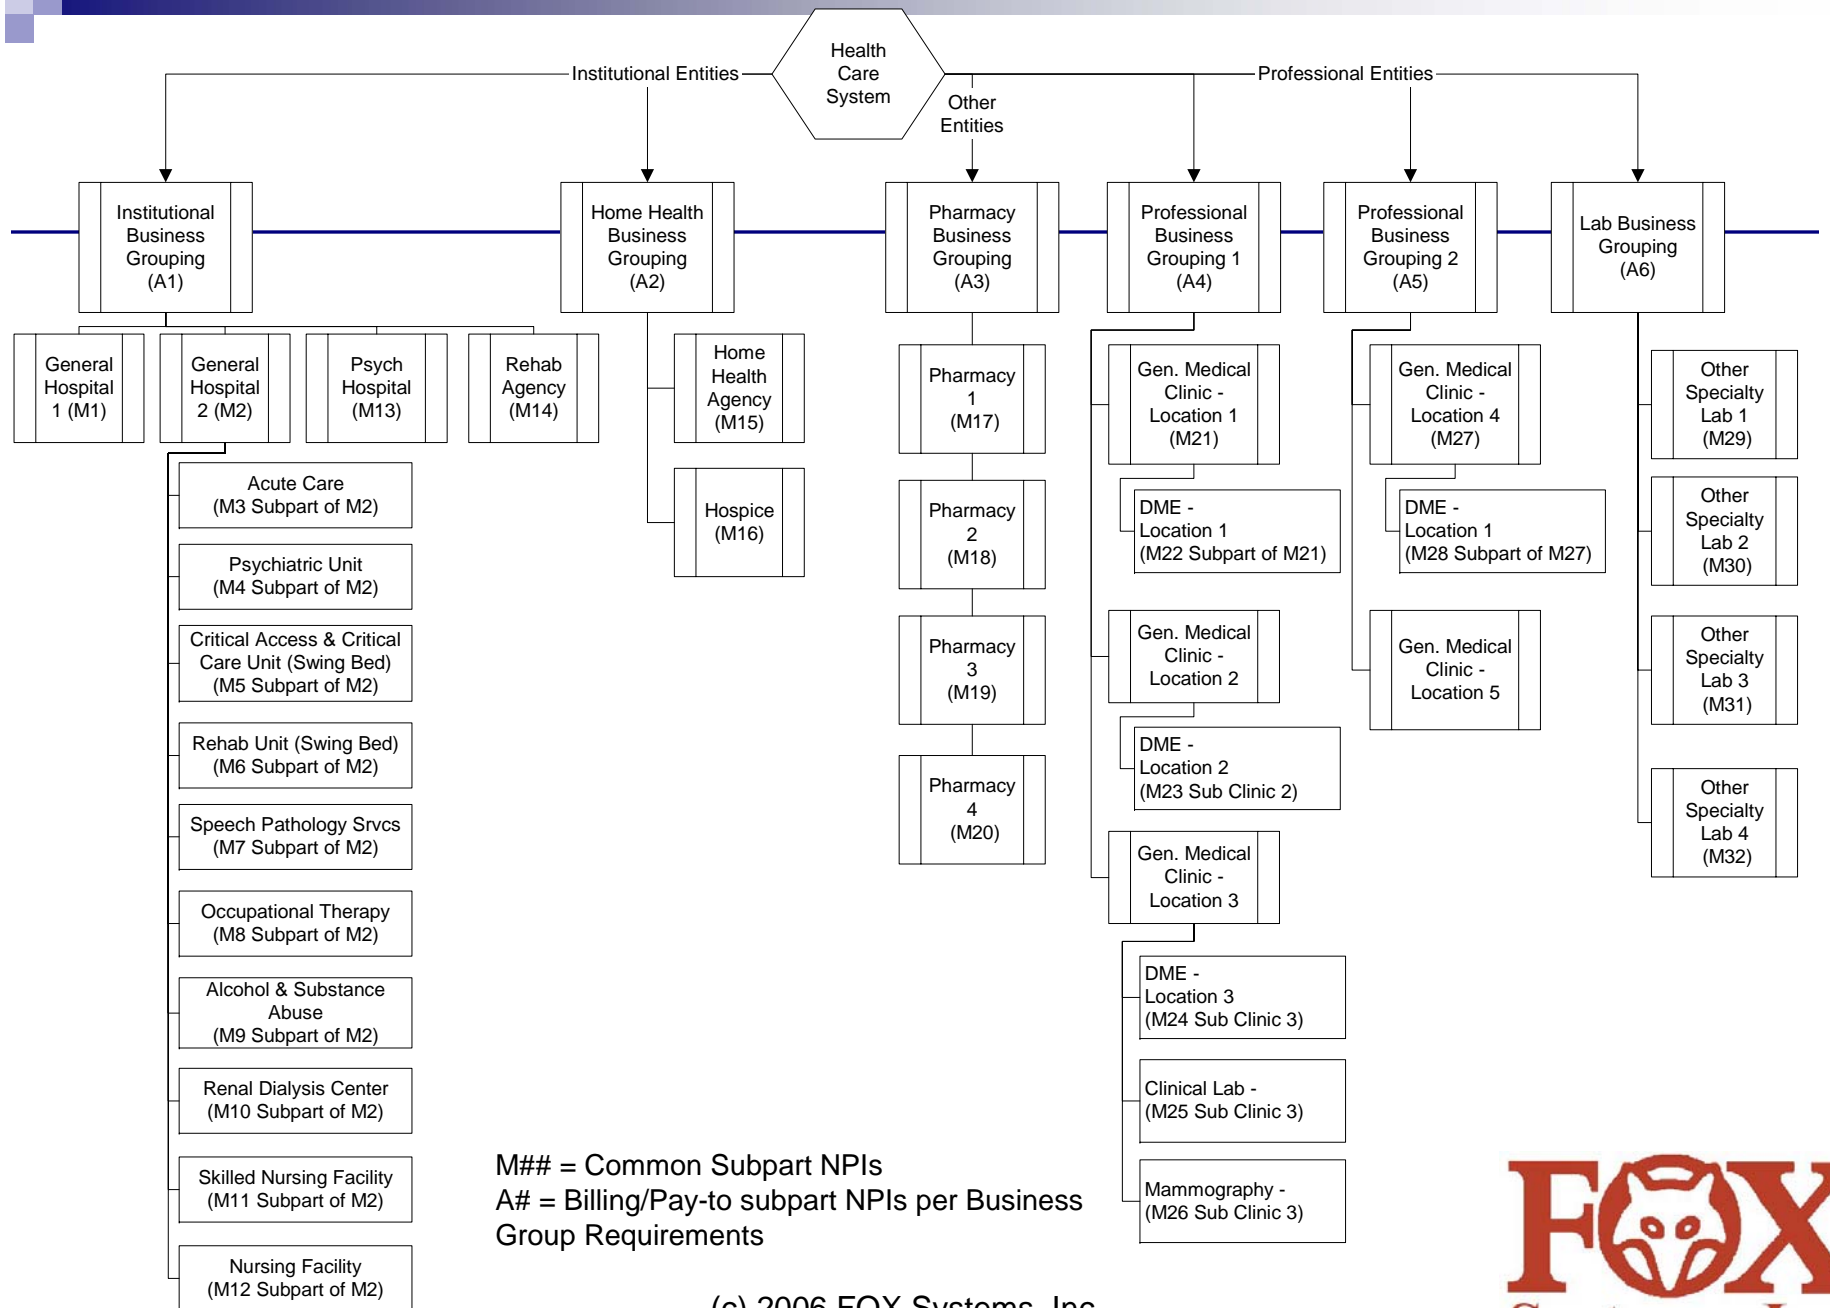 Health
Care
System
Institutional Entities
Other
Entities
Professional Entities
Institutional
Business
Grouping
(A1)
Home Health
Business
Grouping
(A2)
Pharmacy
Business
Grouping
(A3)
Professional
Business
Grouping 1
(A4)
Professional
Business
Grouping 2
(A5)
Lab Business
Grouping
(A6)
General
Hospital
1 (M1)
General
Hospital
2 (M2)
Psych
Hospital
(M13)
Rehab
Agency
(M14)
Acute Care
(M3 Subpart of M2)
Psychiatric Unit
(M4 Subpart of M2)
Critical Access & Critical
Care Unit (Swing Bed)
(M5 Subpart of M2)
Rehab Unit (Swing Bed)
(M6 Subpart of M2)
Speech Pathology Srvcs
(M7 Subpart of M2)
Occupational Therapy
(M8 Subpart of M2)
Alcohol & Substance
Abuse
(M9 Subpart of M2)
Renal Dialysis Center
(M10 Subpart of M2)
Skilled Nursing Facility
(M11 Subpart of M2)
Nursing Facility
(M12 Subpart of M2)
Home
Health
Agency
(M15)
Hospice
(M16)
Pharmacy
1
(M17)
Pharmacy
2
(M18)
Pharmacy
3
(M19)
Pharmacy
4
(M20)
Gen. Medical
Clinic -
Location 1
(M21)
DME -
Location 1
(M22 Subpart of M21)
Gen. Medical
Clinic -
Location 2
DME -
Location 2
(M23 Sub Clinic 2)
Gen. Medical
Clinic -
Location 3
DME -
Location 3
(M24 Sub Clinic 3)
Clinical Lab -
(M25 Sub Clinic 3)
Mammography -
(M26 Sub Clinic 3)
Gen. Medical
Clinic -
Location 4
(M27)
DME -
Location 1
(M28 Subpart of M27)
Gen. Medical
Clinic -
Location 5
Other
Specialty
Lab 1
(M29)
Other
Specialty
Lab 2
(M30)
Other
Specialty
Lab 3
(M31)
Other
Specialty
Lab 4
(M32)
M## = Common Subpart NPIs
A# = Billing/Pay-to subpart NPIs per Business
Group Requirements
(c) 2006 FOX Systems, Inc
FOX